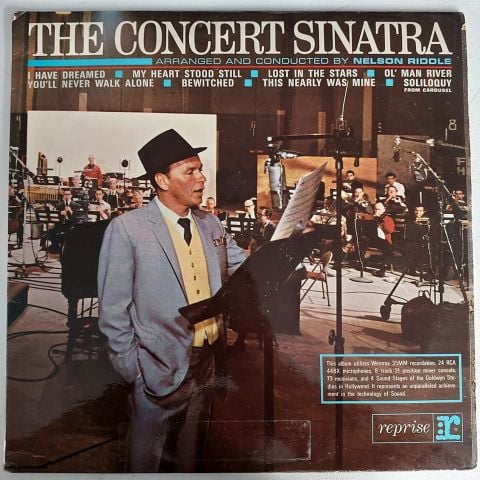 THE CONCERT SINATRA
ARRANGED AND CONDUCTED BY NELSON RIDDLE
I HAVE DREAMED ■ MY HEART STOOD STILL ■ LOST IN THE STARS ■ OL' MAN RIVER
YOU'LL NEVER WALK ALONE ■ BEWITCHED ■ THIS NEARLY WAS MINE ■ SOLILOQUY
FROM CAROUSEL
8
This album utilizes Westrex 35MM recordation, 24 RCA
44BX microphones, 8 track 21 position mixer console,
73 musicians, and 4 Sound Stages of the Goldwyn Stu-
dios in Hollywood. It represents an unparalleled achieve-
ment in the technology of Sound.
reprise r